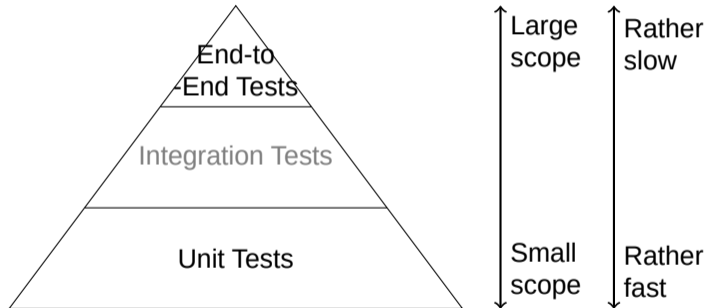 End-to
-End Tests
Integration Tests
Unit Tests
Large
scope
Small
scope
Rather
slow
Rather
fast